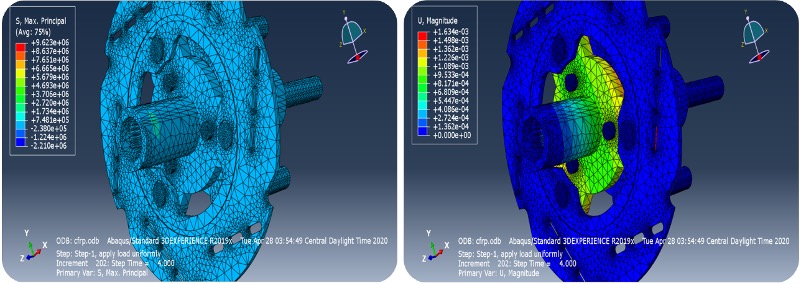 S, Max. Principal
(Avg: 75%)
+9.623e+06
+8.637e+06
+7.651e+06
+6.665e+06
+5.679e+06
+4.693e+06
+3.706e+06
+2.720e+06
+1.734e+06
+7.481e+05
-2.380e+05
-1.224e+06
-2.210e+06
Y
X
Z
Y
Z
X
ODB: cfrp.odb Abaqus/Standard 3DEXPERIENCE R2019x Tue Apr 28 03:54:49 Central Daylight Time 2020
Step: Step-1, apply load uniformly
Increment 202: Step Time = 4.000
Primary Var: S, Max. Principal
U, Magnitude
+1.634e-03
+1.498e-03
+1.362e-03
+1.226e-03
+1.089e-03
+9.533e-04
+8.171e-04
+6.809e-04
+5.447e-04
+4.086e-04
+2.724e-04
+1.362e-04
+0.000e+00
Y
X
Z
Y
Z
X
ODB: cfrp.odb Abaqus/Standard 3DEXPERIENCE R2019x Tue Apr 28 03:54:49 Central Daylight Time 2020
Step: Step-1, apply load uniformly
Increment 202: Step Time = 4.000
Primary Var: U, Magnitude